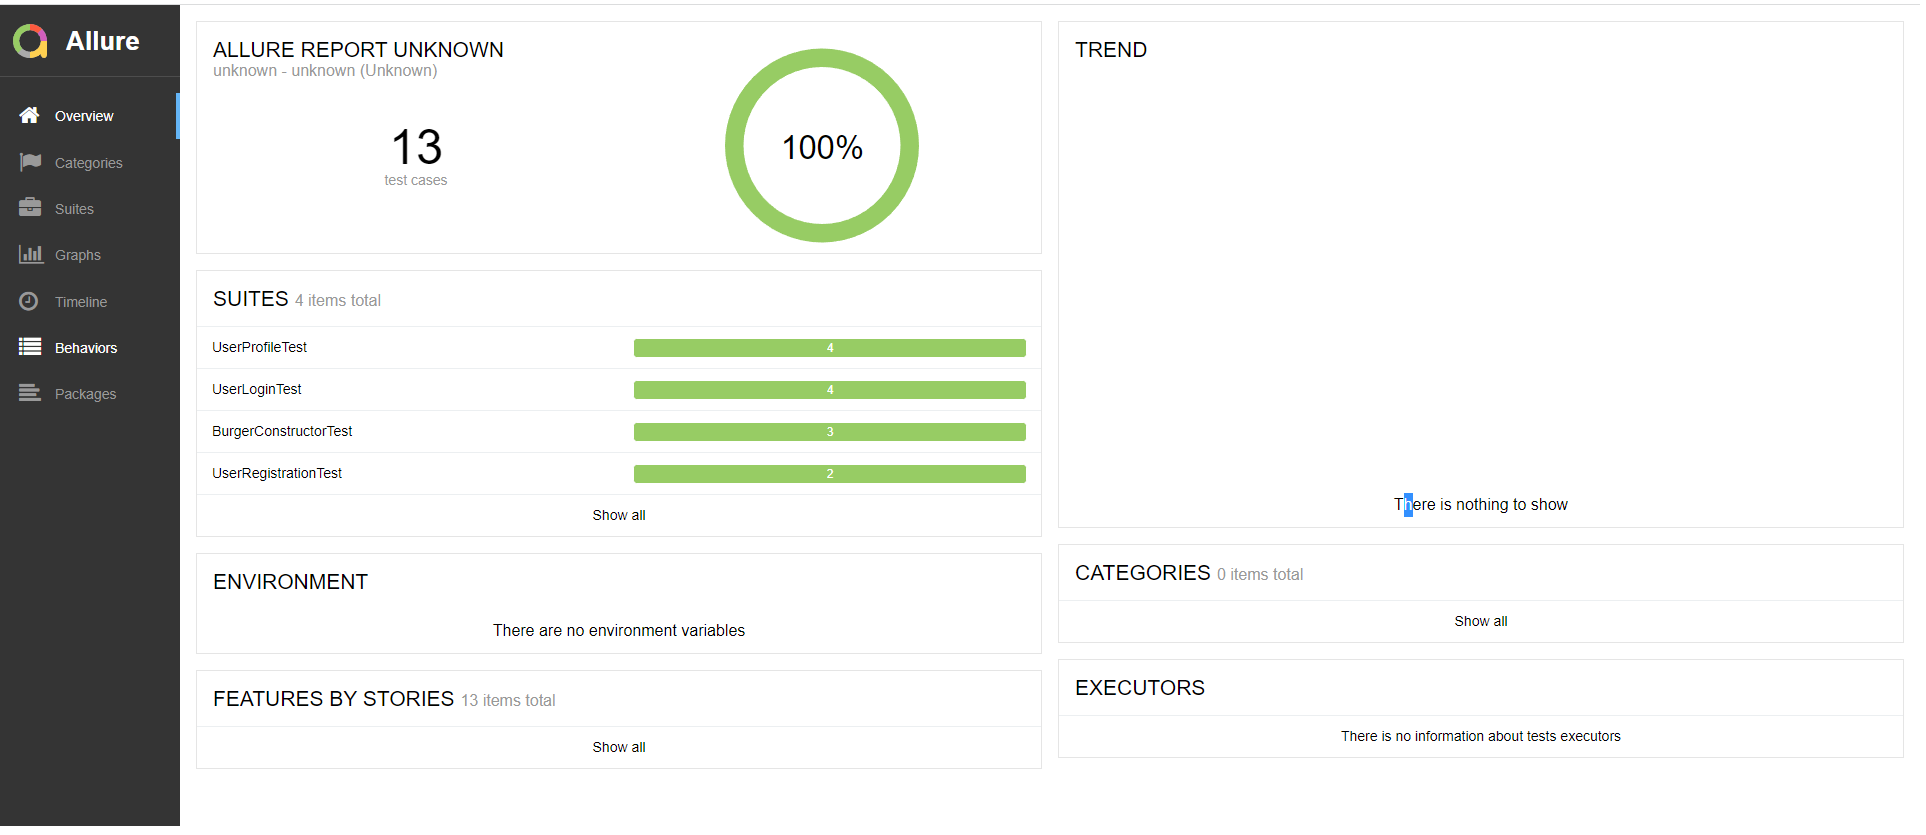 Allure
Overview
Categories
Suites
Graphs
Timeline
Behaviors
Packages
ALLURE REPORT UNKNOWN
unknown - unknown (Unknown)
13
test cases
100%
SUITES 4 items total
UserProfileTest 4
UserLoginTest 4
BurgerConstructorTest 3
UserRegistrationTest 2
Show all
ENVIRONMENT
There are no environment variables
FEATURES BY STORIES 13 items total
Show all
TREND
There is nothing to show
CATEGORIES 0 items total
Show all
EXECUTORS
There is no information about tests executors